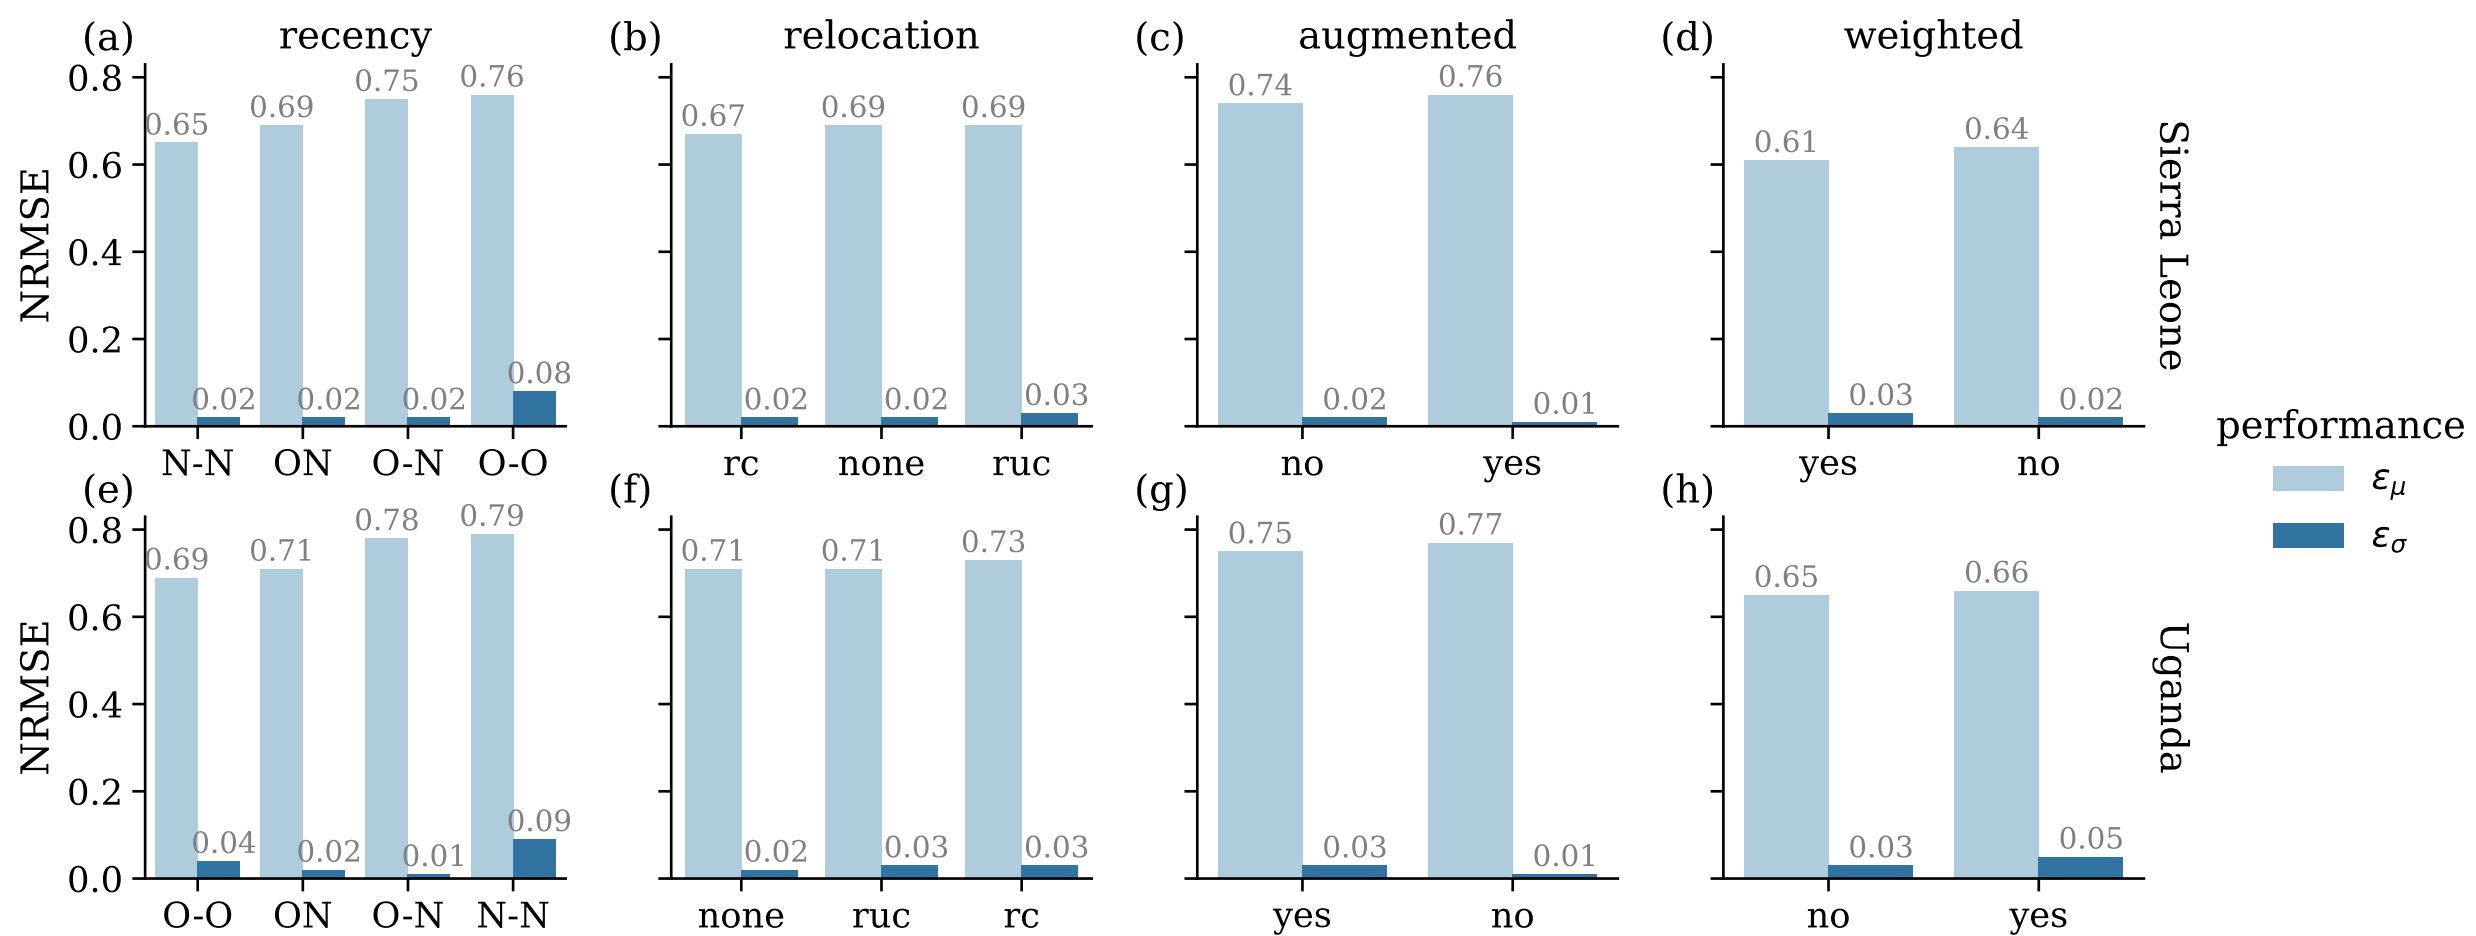 (a) recency (b) relocation (c) augmented (d) weighted
NRMSE
0.8
0.6
0.4
0.2
0.0
0.65 0.69 0.75 0.76
0.02 0.02 0.02 0.08
N-N ON O-N O-O
0.67 0.69 0.69
0.02 0.02 0.03
rc none ruc
0.74 0.76
0.02 0.01
no yes
0.61 0.64
0.03 0.02
yes no
Sierra Leone
(e) (f) (g) (h)
NRMSE
0.8
0.6
0.4
0.2
0.0
0.69 0.71 0.78 0.79
0.04 0.02 0.01 0.09
O-O ON O-N N-N
0.71 0.71 0.73
0.02 0.03 0.03
none ruc rc
0.75 0.77
0.03 0.01
yes no
0.65 0.66
0.03 0.05
no yes
Uganda
performance
ε_μ
ε_σ